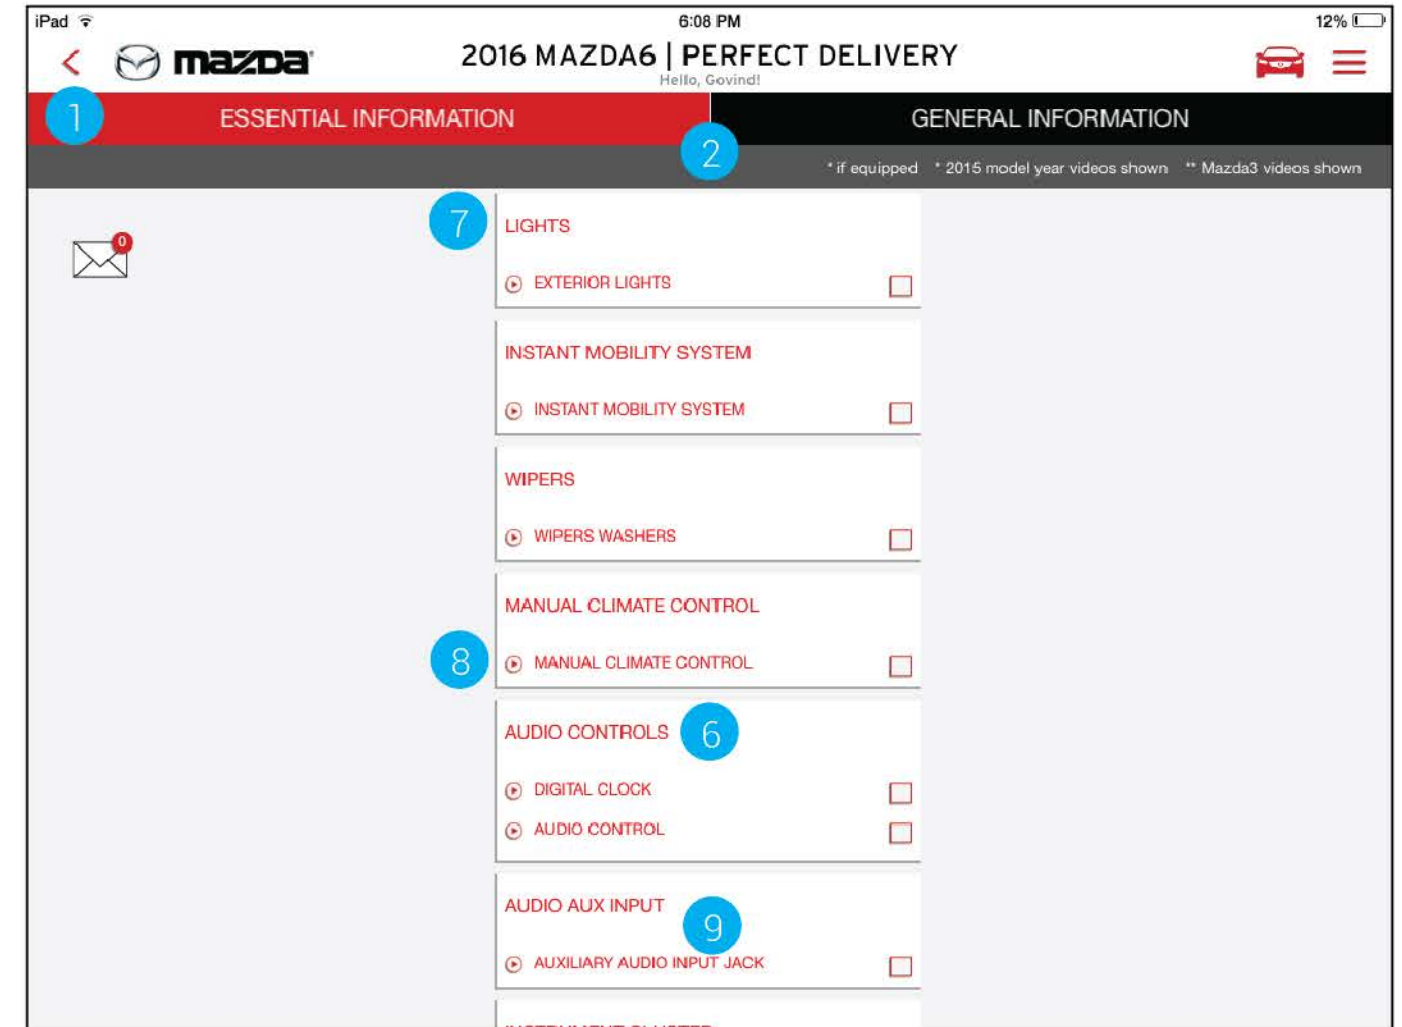 iPad 6:08 PM 12%
mazDa 2016 MAZDA6 | PERFECT DELIVERY
Hello, Govind!
1 ESSENTIAL INFORMATION GENERAL INFORMATION
2 * if equipped * 2015 model year videos shown ** Mazda3 videos shown
7 LIGHTS
0
EXTERIOR LIGHTS
INSTANT MOBILITY SYSTEM
INSTANT MOBILITY SYSTEM
WIPERS
WIPERS WASHERS
MANUAL CLIMATE CONTROL
8 MANUAL CLIMATE CONTROL
AUDIO CONTROLS 6
DIGITAL CLOCK
AUDIO CONTROL
AUDIO AUX INPUT
9
AUXILIARY AUDIO INPUT JACK
INSTRUMENT CLUSTER